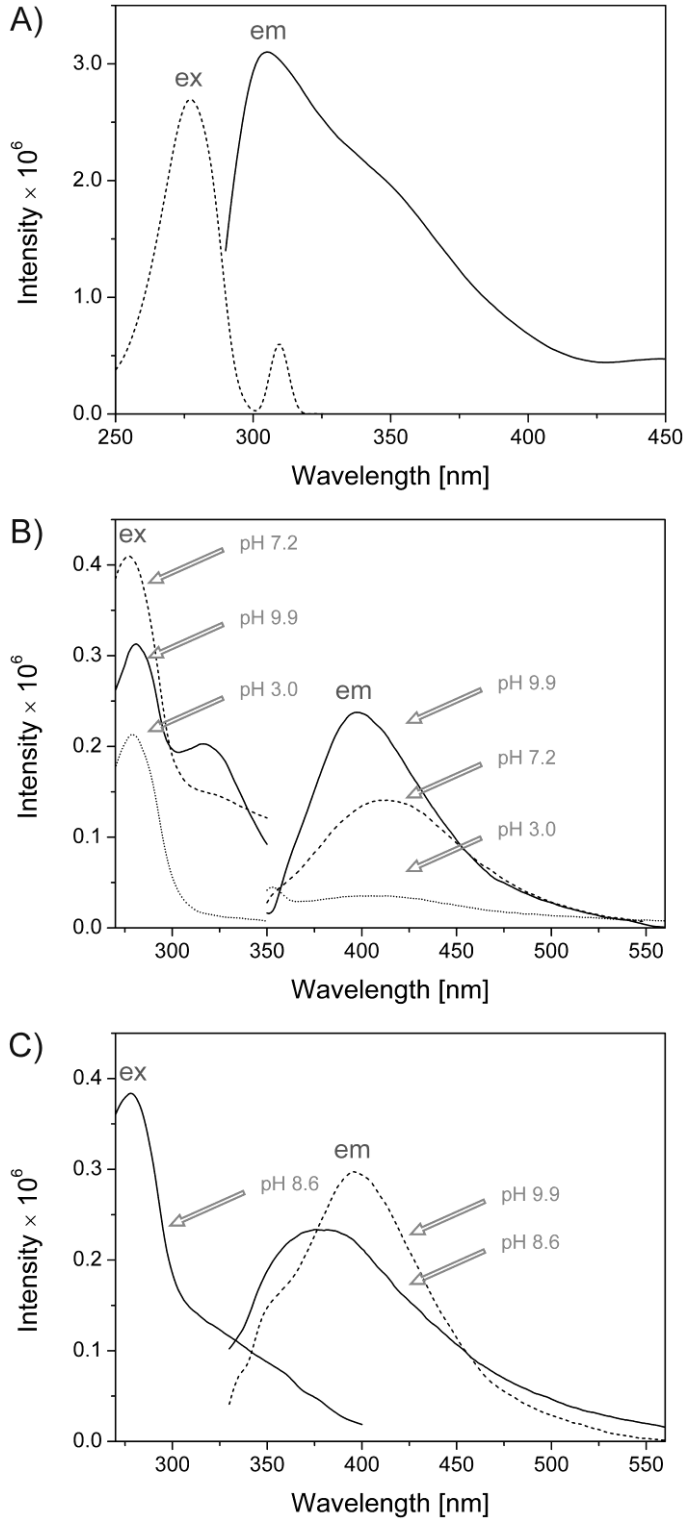 A)
em
ex
3.0
2.0
1.0
0.0
Intensity × 10⁶
250 300 350 400 450
Wavelength [nm]
B)
ex
pH 7.2
pH 9.9
pH 3.0
em
pH 9.9
pH 7.2
pH 3.0
0.4
0.3
0.2
0.1
0.0
Intensity × 10⁶
300 350 400 450 500 550
Wavelength [nm]
C)
ex
pH 8.6
em
pH 9.9
pH 8.6
0.4
0.3
0.2
0.1
0.0
Intensity × 10⁶
300 350 400 450 500 550
Wavelength [nm]